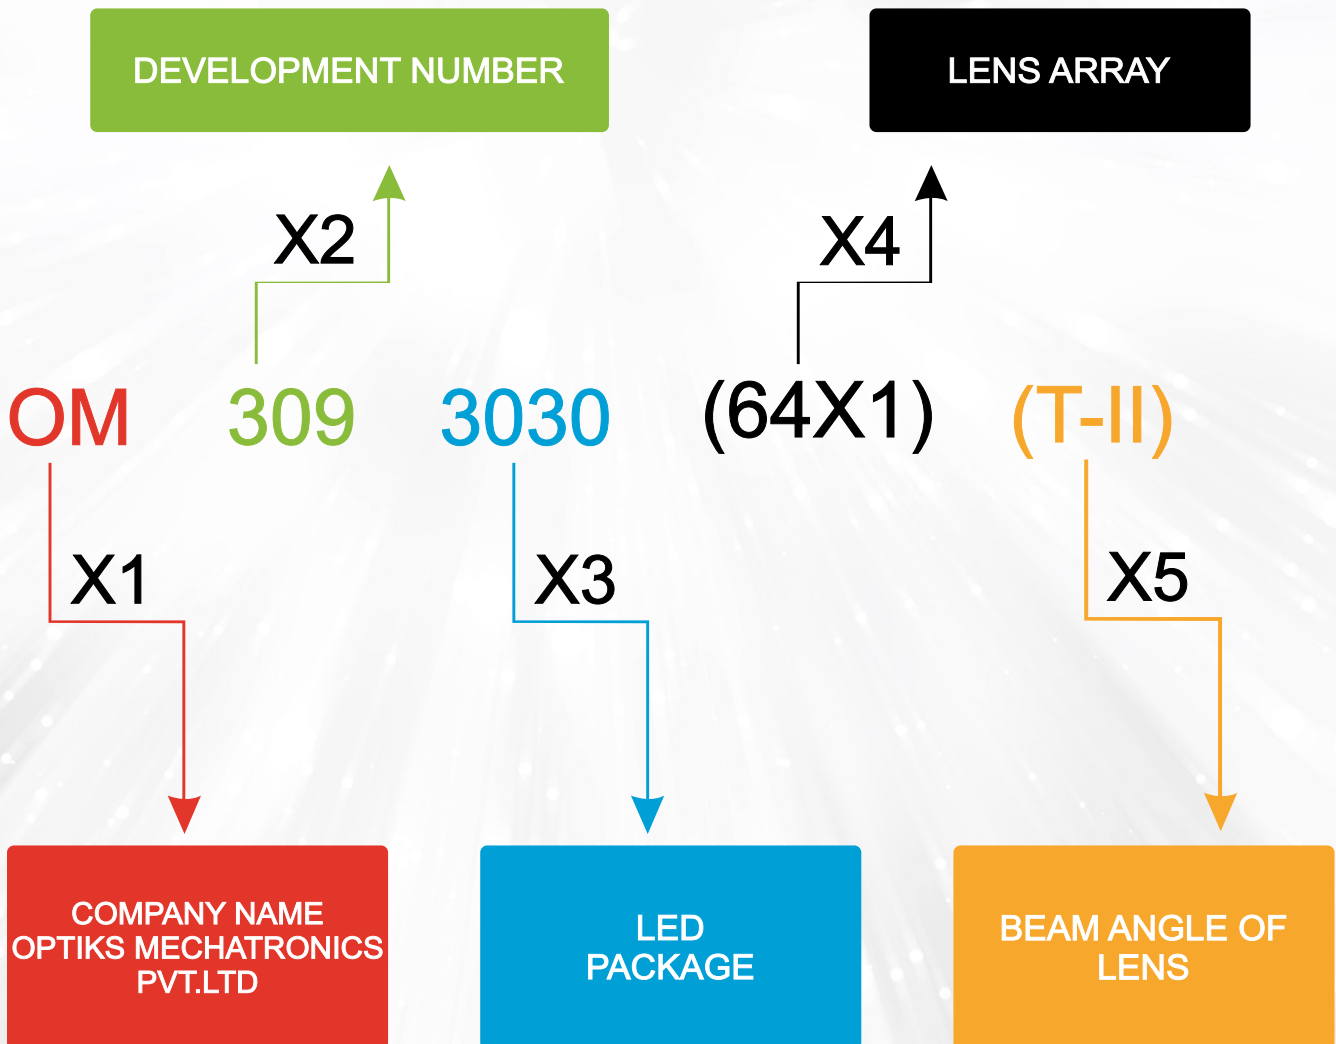 DEVELOPMENT NUMBER
LENS ARRAY
X2
X4
OM 309 3030 (64X1) (T-II)
X1
X3
X5
COMPANY NAME
OPTIKS MECHATRONICS
PVT.LTD
LED
PACKAGE
BEAM ANGLE OF
LENS